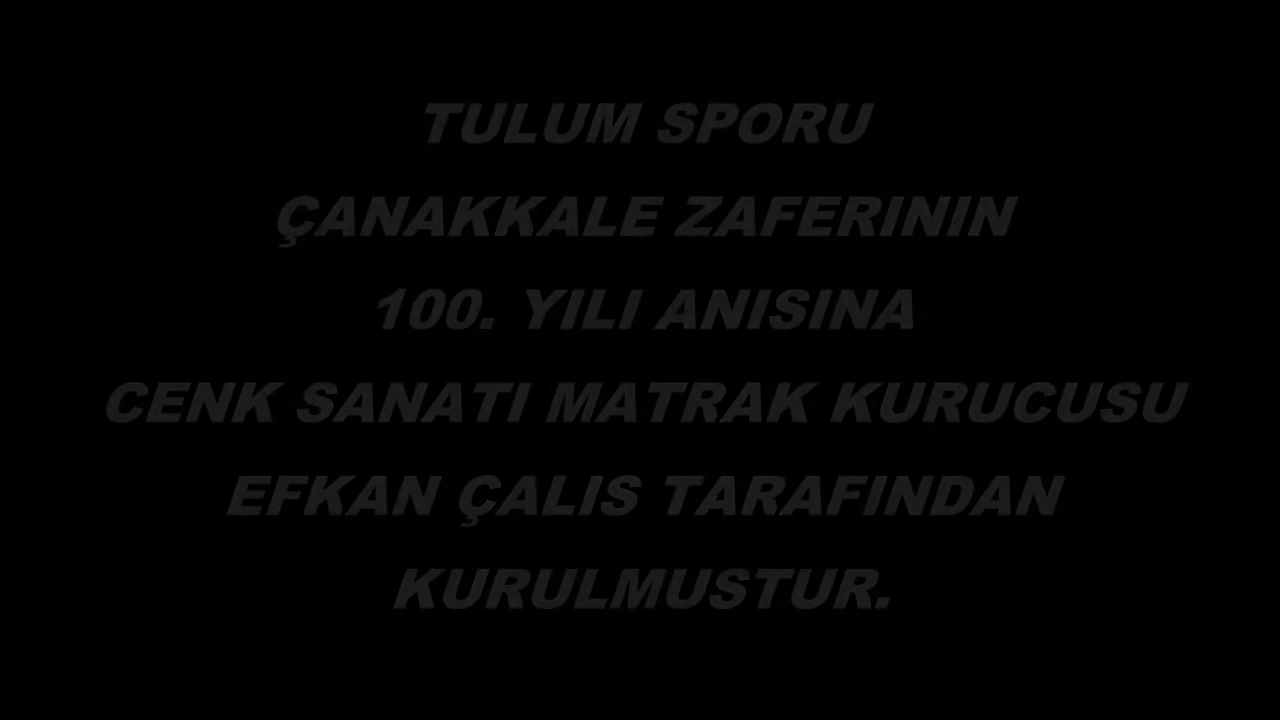 TULUM SPORU
ÇANAKKALE ZAFERININ
100. YILI ANISINA
CENK SANATI MATRAK KURUCUSU
EFKAN ÇALIS TARAFINDAN
KURULMUSTUR.